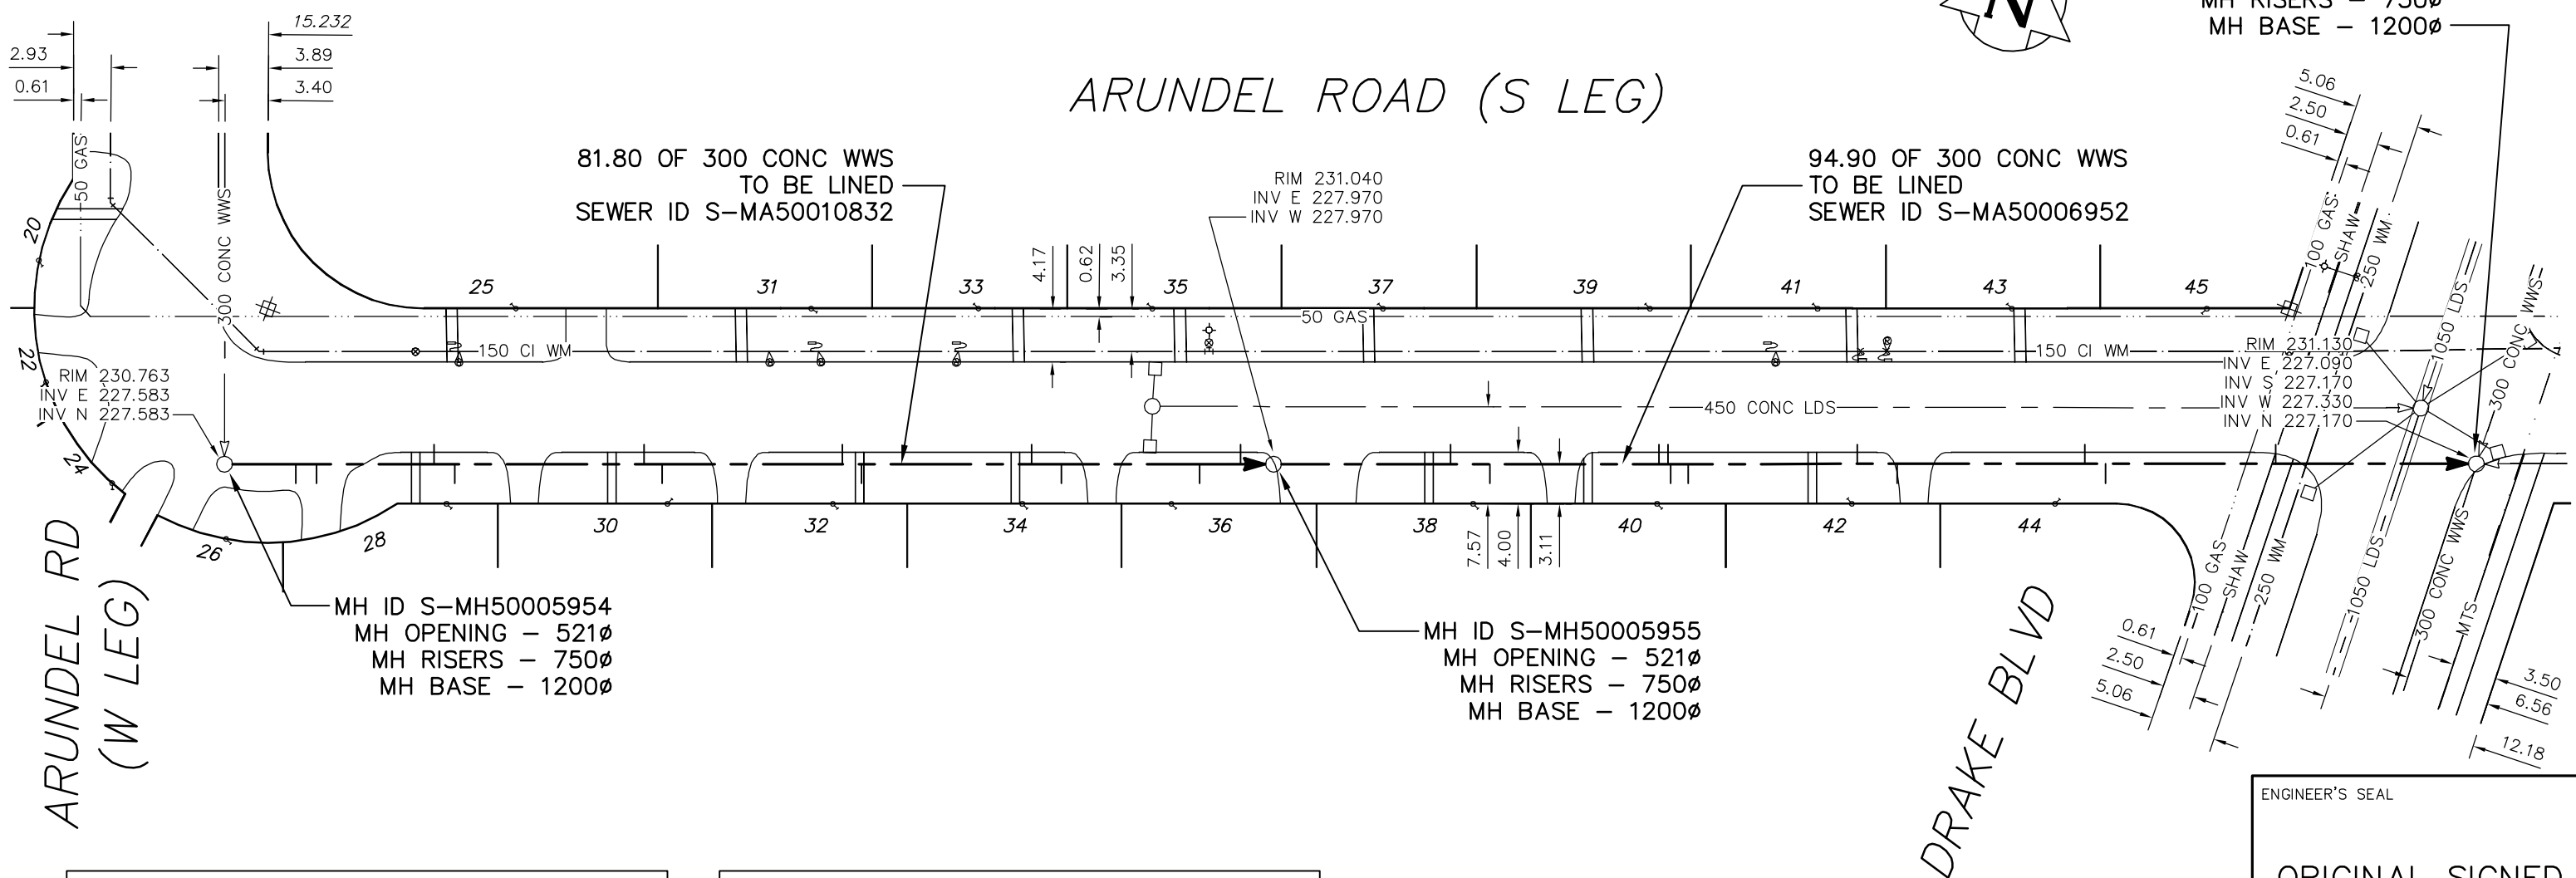 15.232
2.93
3.89
0.61
3.40
N
MH RISERS – 750ø
MH BASE – 1200ø
ARUNDEL ROAD (S LEG)
81.80 OF 300 CONC WWS
TO BE LINED
SEWER ID S–MA50010832
RIM 231.040
INV E 227.970
INV W 227.970
94.90 OF 300 CONC WWS
TO BE LINED
SEWER ID S–MA50006952
5.06
2.50
0.61
50 GAS
300 CONC WWS
4.17
0.62
3.35
100 GAS
SHAW
250 WM
1050 LDS
300 CONC WWS
20
22
24
26
28
25
31
33
35
37
39
41
43
45
50 GAS
150 CI WM
150 CI WM
RIM 230.763
INV E 227.583
INV N 227.583
RIM 231.130
INV E 227.090
INV S 227.170
INV W 227.330
INV N 227.170
450 CONC LDS
30
32
34
36
38
40
42
44
7.57
4.00
3.11
ARUNDEL RD
(W LEG)
MH ID S–MH50005954
MH OPENING – 521ø
MH RISERS – 750ø
MH BASE – 1200ø
MH ID S–MH50005955
MH OPENING – 521ø
MH RISERS – 750ø
MH BASE – 1200ø
DRAKE BLVD
100 GAS
SHAW
250 WM
1050 LDS
300 CONC WWS
MTS
0.61
2.50
5.06
3.50
6.56
12.18
ENGINEER'S SEAL
ORIGINAL SIGNED